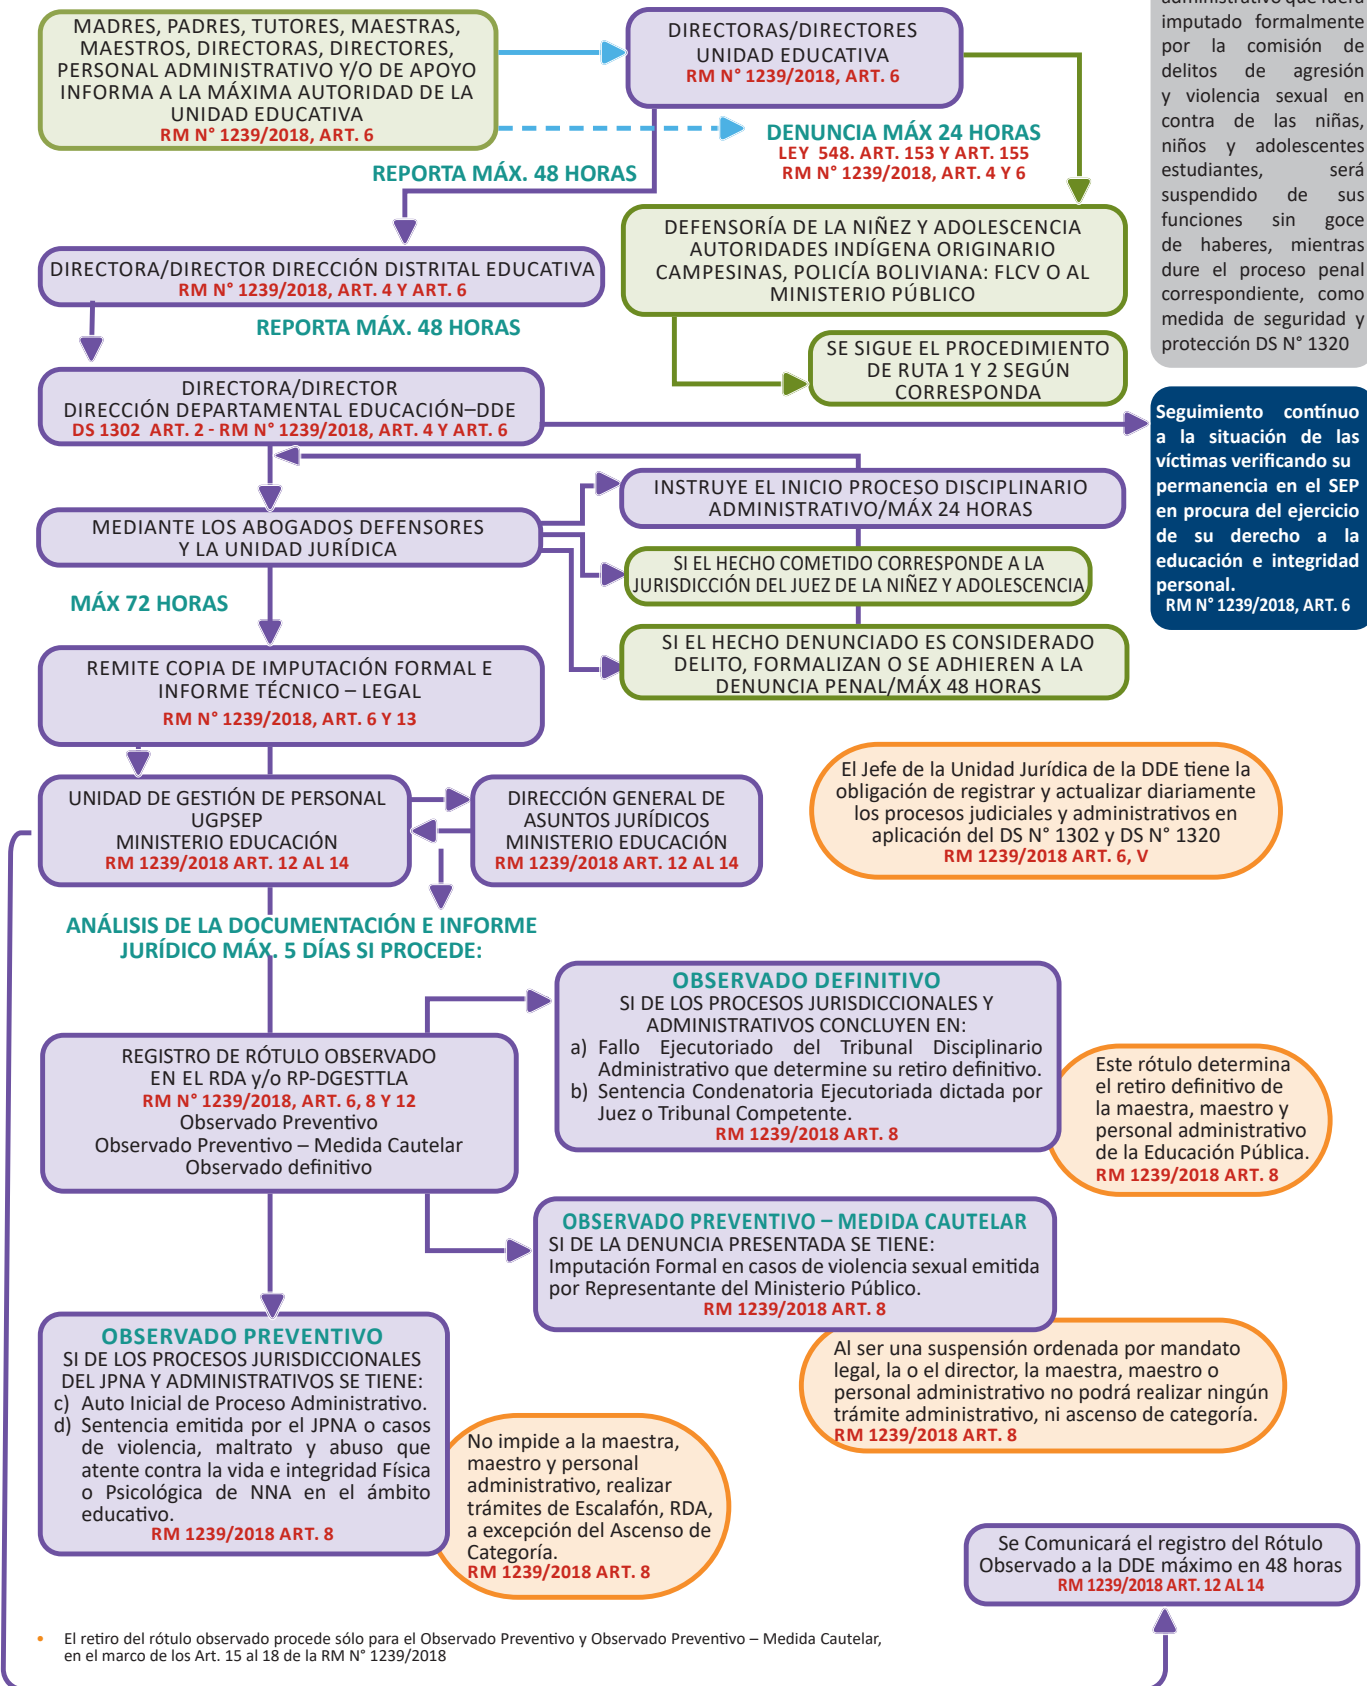 MADRES, PADRES, TUTORES, MAESTRAS,
MAESTROS, DIRECTORAS, DIRECTORES,
PERSONAL ADMINISTRATIVO Y/O DE APOYO
INFORMA A LA MÁXIMA AUTORIDAD DE LA
UNIDAD EDUCATIVA
RM N° 1239/2018, ART. 6
DIRECTORAS/DIRECTORES
UNIDAD EDUCATIVA
RM N° 1239/2018, ART. 6
administrativo que fuera
imputado formalmente
por la comisión de
delitos de agresión
y violencia sexual en
contra de las niñas,
niños y adolescentes
estudiantes, será
suspendido de sus
funciones sin goce
de haberes, mientras
dure el proceso penal
correspondiente, como
medida de seguridad y
protección DS N° 1320
DENUNCIA MÁX 24 HORAS
LEY 548. ART. 153 Y ART. 155
RM N° 1239/2018, ART. 4 Y 6
REPORTA MÁX. 48 HORAS
DEFENSORÍA DE LA NIÑEZ Y ADOLESCENCIA
AUTORIDADES INDÍGENA ORIGINARIO
CAMPESINAS, POLICÍA BOLIVIANA: FLCV O AL
MINISTERIO PÚBLICO
DIRECTORA/DIRECTOR DIRECCIÓN DISTRITAL EDUCATIVA
RM N° 1239/2018, ART. 4 Y ART. 6
REPORTA MÁX. 48 HORAS
SE SIGUE EL PROCEDIMIENTO
DE RUTA 1 Y 2 SEGÚN
CORRESPONDA
DIRECTORA/DIRECTOR
DIRECCIÓN DEPARTAMENTAL EDUCACIÓN–DDE
DS 1302 ART. 2 - RM N° 1239/2018, ART. 4 Y ART. 6
Seguimiento contínuo
a la situación de las
víctimas verificando su
permanencia en el SEP
en procura del ejercicio
de su derecho a la
educación e integridad
personal.
RM N° 1239/2018, ART. 6
INSTRUYE EL INICIO PROCESO DISCIPLINARIO
ADMINISTRATIVO/MÁX 24 HORAS
MEDIANTE LOS ABOGADOS DEFENSORES
Y LA UNIDAD JURÍDICA
SI EL HECHO COMETIDO CORRESPONDE A LA
JURISDICCIÓN DEL JUEZ DE LA NIÑEZ Y ADOLESCENCIA
MÁX 72 HORAS
SI EL HECHO DENUNCIADO ES CONSIDERADO
DELITO, FORMALIZAN O SE ADHIEREN A LA
DENUNCIA PENAL/MÁX 48 HORAS
REMITE COPIA DE IMPUTACIÓN FORMAL E
INFORME TÉCNICO – LEGAL
RM N° 1239/2018, ART. 6 Y 13
UNIDAD DE GESTIÓN DE PERSONAL
UGPSEP
MINISTERIO EDUCACIÓN
RM 1239/2018 ART. 12 AL 14
DIRECCIÓN GENERAL DE
ASUNTOS JURÍDICOS
MINISTERIO EDUCACIÓN
RM 1239/2018 ART. 12 AL 14
El Jefe de la Unidad Jurídica de la DDE tiene la
obligación de registrar y actualizar diariamente
los procesos judiciales y administrativos en
aplicación del DS N° 1302 y DS N° 1320
RM 1239/2018 ART. 6, V
ANÁLISIS DE LA DOCUMENTACIÓN E INFORME
JURÍDICO MÁX. 5 DÍAS SI PROCEDE:
OBSERVADO DEFINITIVO
SI DE LOS PROCESOS JURISDICCIONALES Y
ADMINISTRATIVOS CONCLUYEN EN:
a) Fallo Ejecutoriado del Tribunal Disciplinario
Administrativo que determine su retiro definitivo.
b) Sentencia Condenatoria Ejecutoriada dictada por
Juez o Tribunal Competente.
RM 1239/2018 ART. 8
REGISTRO DE RÓTULO OBSERVADO
EN EL RDA y/o RP-DGESTTLA
RM N° 1239/2018, ART. 6, 8 Y 12
Observado Preventivo
Observado Preventivo – Medida Cautelar
Observado definitivo
Este rótulo determina
el retiro definitivo de
la maestra, maestro y
personal administrativo
de la Educación Pública.
RM 1239/2018 ART. 8
OBSERVADO PREVENTIVO – MEDIDA CAUTELAR
SI DE LA DENUNCIA PRESENTADA SE TIENE:
Imputación Formal en casos de violencia sexual emitida
por Representante del Ministerio Público.
RM 1239/2018 ART. 8
OBSERVADO PREVENTIVO
SI DE LOS PROCESOS JURISDICCIONALES
DEL JPNA Y ADMINISTRATIVOS SE TIENE:
c) Auto Inicial de Proceso Administrativo.
d) Sentencia emitida por el JPNA o casos
de violencia, maltrato y abuso que
atente contra la vida e integridad Física
o Psicológica de NNA en el ámbito
educativo.
RM 1239/2018 ART. 8
Al ser una suspensión ordenada por mandato
legal, la o el director, la maestra, maestro o
personal administrativo no podrá realizar ningún
trámite administrativo, ni ascenso de categoría.
RM 1239/2018 ART. 8
No impide a la maestra,
maestro y personal
administrativo, realizar
trámites de Escalafón, RDA,
a excepción del Ascenso de
Categoría.
RM 1239/2018 ART. 8
Se Comunicará el registro del Rótulo
Observado a la DDE máximo en 48 horas
RM 1239/2018 ART. 12 AL 14
• El retiro del rótulo observado procede sólo para el Observado Preventivo y Observado Preventivo – Medida Cautelar,
en el marco de los Art. 15 al 18 de la RM N° 1239/2018